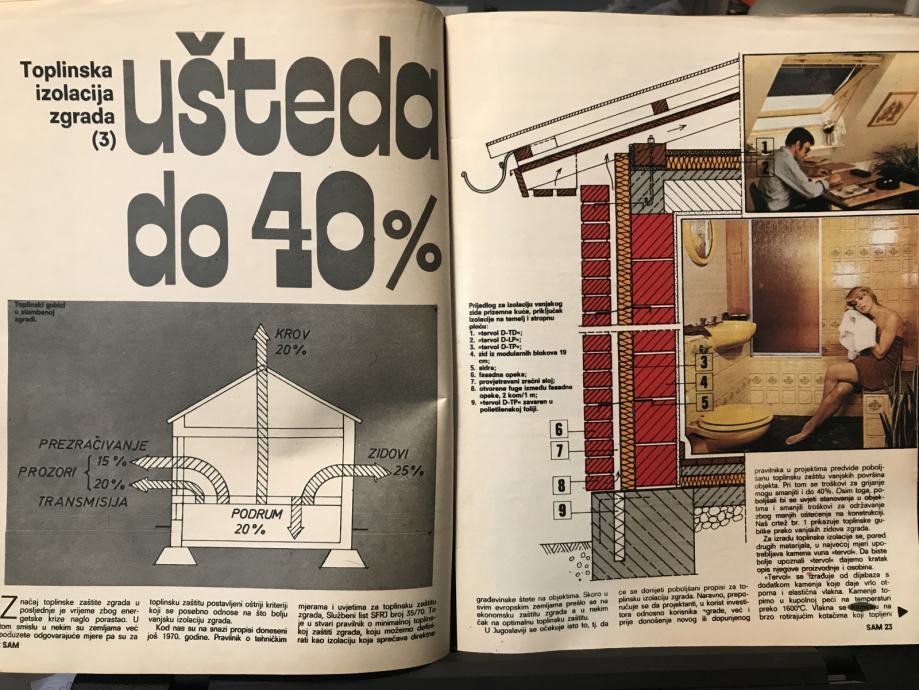 Toplinska
izolacija
zgrada
(3)
ušteda
do 40%
Toplinski gubici
u stambenoj
zgradi.
KROV
20%
PREZRAČIVANJE
15%
PROZORI
20%
TRANSMISIJA
ZIDOVI
25%
PODRUM
20%
Značaj toplinske zaštite zgrada u
posljednje je vrijeme zbog ener-
getske krize naglo porastao. U
tom smislu u nekim su zemljama već
poduzete odgovarajuće mjere pa su za
SAM
toplinsku zaštitu postavljeni oštriji kriteriji
koji se posebno odnose na što bolju
vanjsku izolaciju zgrada.
Kod nas su na snazi propisi doneseni
još 1970. godine. Pravilnik o tehničkim
mjerama i uvjetima za toplinsku zaštitu
zgrada, Službeni list SFRJ broj 35/70. To
je u stvari pravilnik o minimalnoj toplins-
koj zaštiti zgrada, koju možemo defini-
rati kao izolaciju koja sprečava direktne
Prijedlog za izolaciju vanjskog
zida prizemne kuće, priključak
izolacije na temelj i stropnu
ploču:
1. »tervol D-TD«;
2. »tervol D-LP«;
3. »tervol D-TP«;
4. zid iz modularnih blokova 19
cm;
5. sidra;
6. fasadna opeka;
7. provjetravani zračni sloj;
8. otvorene fuge između fasadne
opeke, 2 kom/1 m;
9. »tervol D-TP« zavaren u
polietilenskoj foliji.
1
2
3
4
5
6
7
8
9
građevinske štete na objektima. Skoro u
svim evropskim zemljama prešlo se na
ekonomsku zaštitu zgrada a u nekim
čak na optimalnu toplinsku zaštitu.
U Jugoslaviji se očekuje isto to, tj. da
će se donijeti poboljšani propisi za to-
plinsku izolaciju zgrada. Naravno, prepo-
ručuje se da projektanti, u korist investi-
tora odnosno korisnika zgrade, već i
prije donošenja novog ili dopunjenog
pravilnika u projektima predvide pobolj-
šanu toplinsku zaštitu vanjskih površina
objekta. Pri tom se troškovi za grijanje
mogu smanjiti i do 40%. Osim toga, po-
boljšali bi se uvjeti stanovanja u objek-
tima i smanjili troškovi za održavanje
zbog manjih oštećenja na konstrukciji.
Naš crtež br. 1 prikazuje toplinske gu-
bitke preko vanjskih zidova zgrada.
Za izradu toplinske izolacije se, pored
drugih materijala, u najvećoj mjeri upo-
trebljava kamena vuna »tervol«. Da biste
bolje upoznali »tervol« dajemo kratak
opis njegove proizvodnje i osobina.
»Tervol« se izrađuje od dijabaza s
dodatkom kamenja koje daje vrlo ot-
porna i elastična vlakna. Kamenje to-
pimo u kupolnoj peći na temperaturi
preko 1600°C. Vlakna se na
brzo rotirajućim kotačima koji topljeni
SAM 23